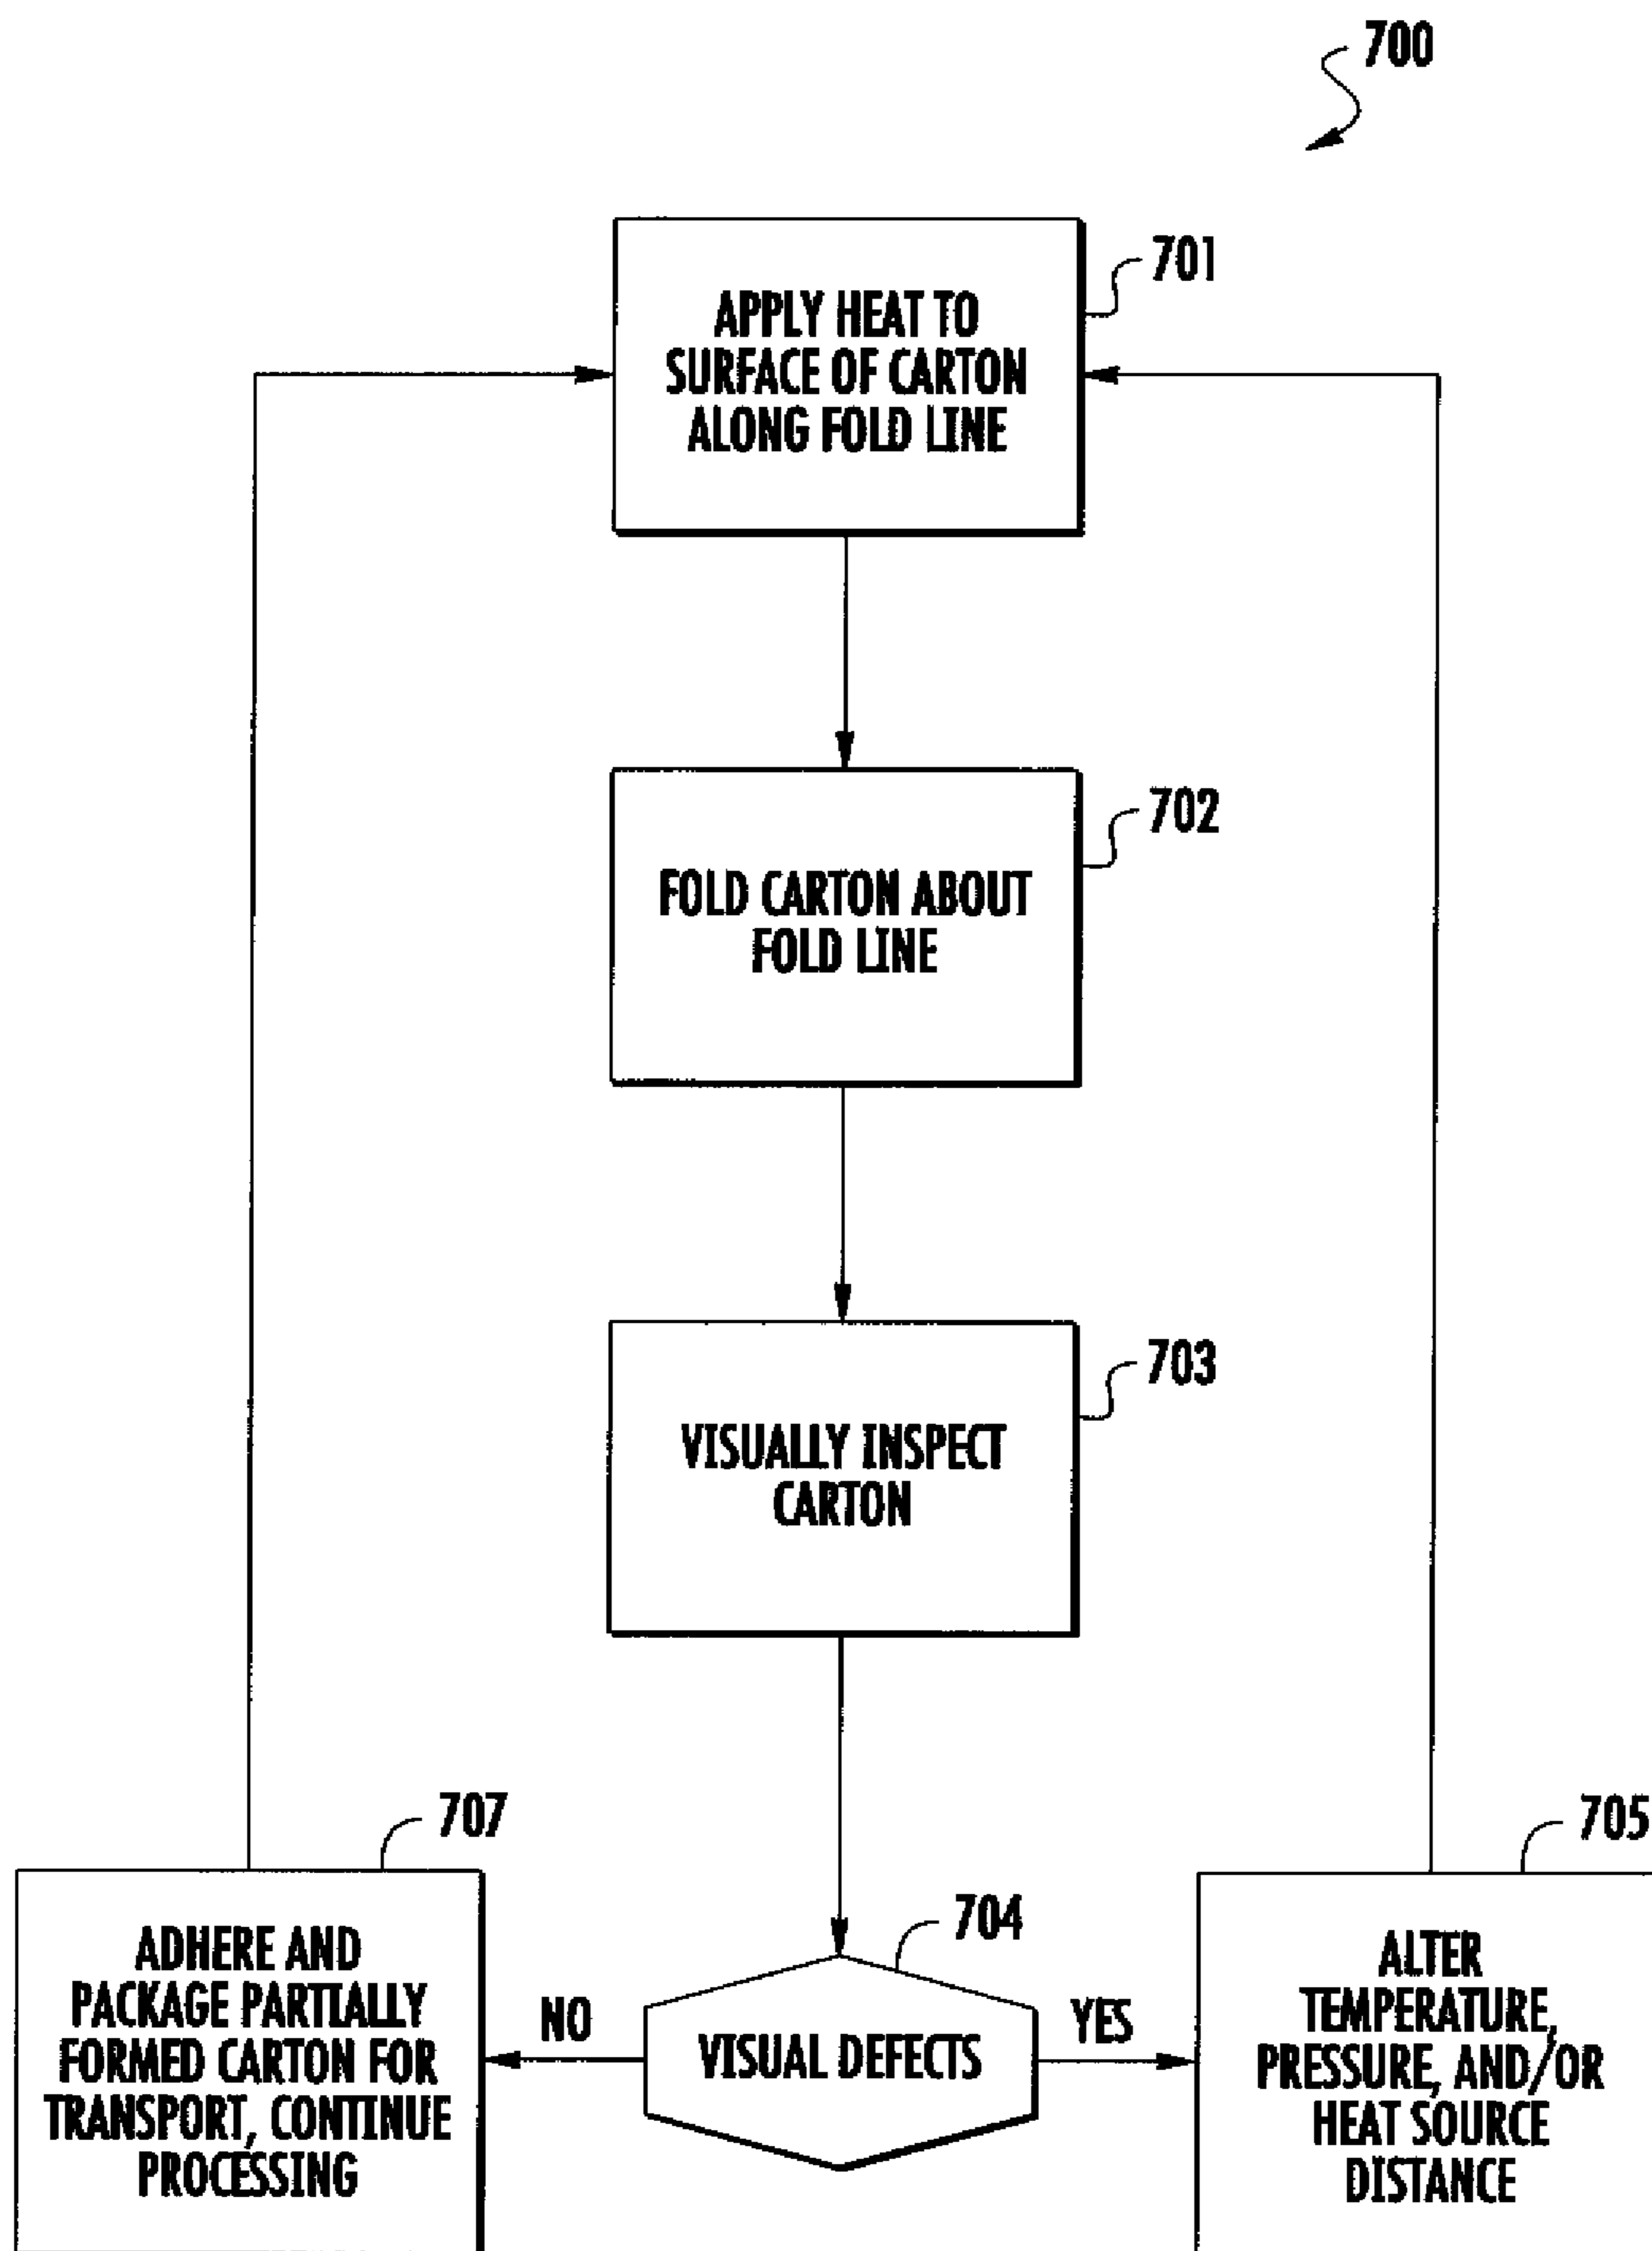 700
701
APPLY HEAT TO
SURFACE OF CARTON
ALONG FOLD LINE
702
FOLD CARTON ABOUT
FOLD LINE
703
VISUALLY INSPECT
CARTON
704
VISUAL DEFECTS
NO
YES
707
ADHERE AND
PACKAGE PARTIALLY
FORMED CARTON FOR
TRANSPORT, CONTINUE
PROCESSING
705
ALTER
TEMPERATURE,
PRESSURE, AND/OR
HEAT SOURCE
DISTANCE